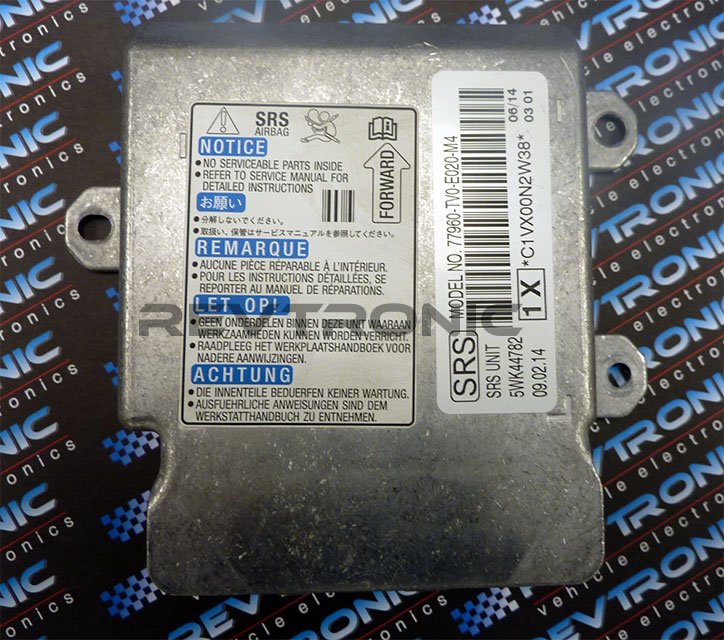 SRS
AIRBAG
NOTICE
• NO SERVICEABLE PARTS INSIDE
• REFER TO SERVICE MANUAL FOR
DETAILED INSTRUCTIONS
FORWARD
お願い
•分解しないでください。
•取扱い、保管はサービスマニュアルを参照してください。
REMARQUE
• AUCUNE PIÈCE RÉPARABLE À L'INTÉRIEUR.
• POUR LES INSTRUCTIONS DÉTAILLÉES, SE
REPORTER AU MANUEL DE RÉPARATIONS.
LET OP!
• GEEN ONDERDELEN BINNEN DEZE UNIT WAARAAN
WERKZAAMHEDEN KUNNEN WORDEN VERRICHT.
• RAADPLEEG HET WERKPLAATSHANDBOEK VOOR
NADERE AANWIJZINGEN.
ACHTUNG
• DIE INNENTEILE BEDUERFEN KEINER WARTUNG.
• AUSFUEHRLICHE ANWEISUNGEN SIND DEM
WERKSTATTHANDBUCH ZU ENTNEHMEN.
SRS
MODEL NO. 77960-TV0-E020-M4
06/14
03 01
*C1VX00N2W38*
1 X
SRS UNIT
5WK44782
09.02.14
REVTRONIC
REVTRONIC
vehicle electronics